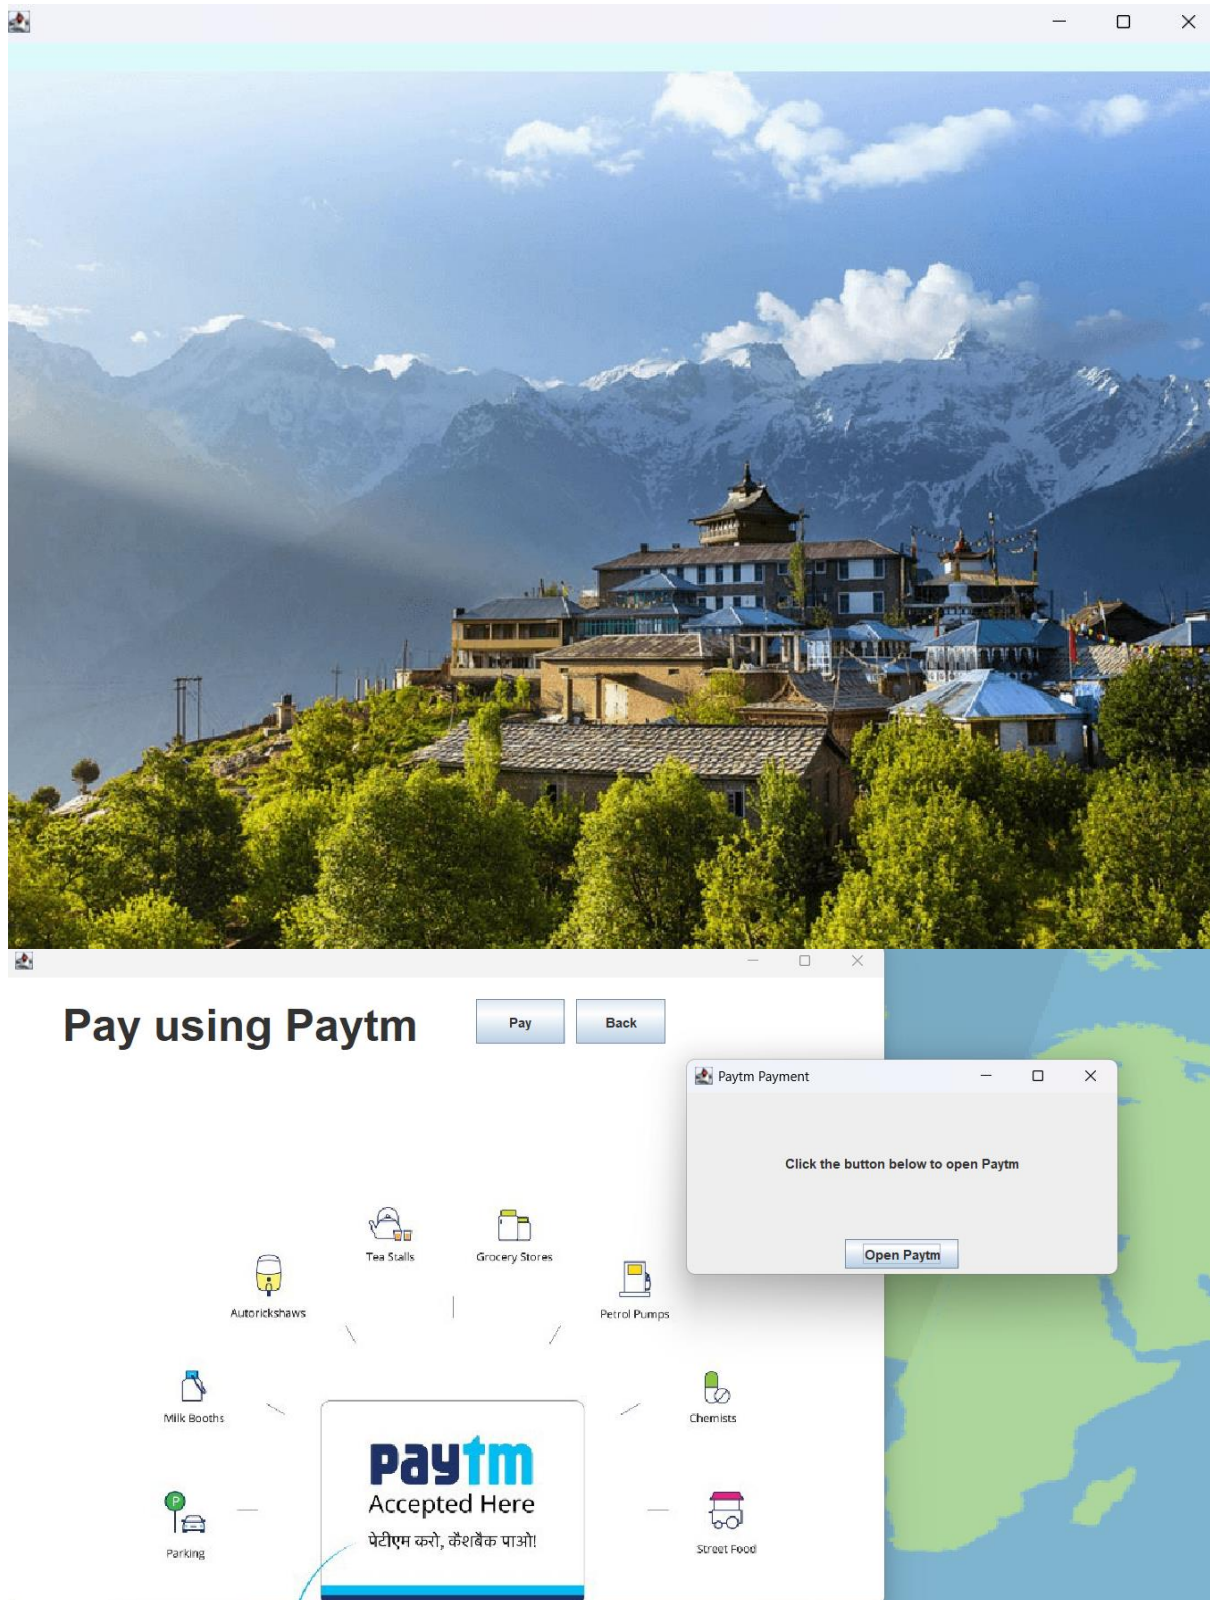 Pay using Paytm
Pay
Back
Paytm Payment
Click the button below to open Paytm
Open Paytm
Tea Stalls
Grocery Stores
Autorickshaws
Petrol Pumps
Milk Booths
Chemists
paytm
Accepted Here
पेटीएम करो, कैशबैक पाओ!
P
Parking
Street Food